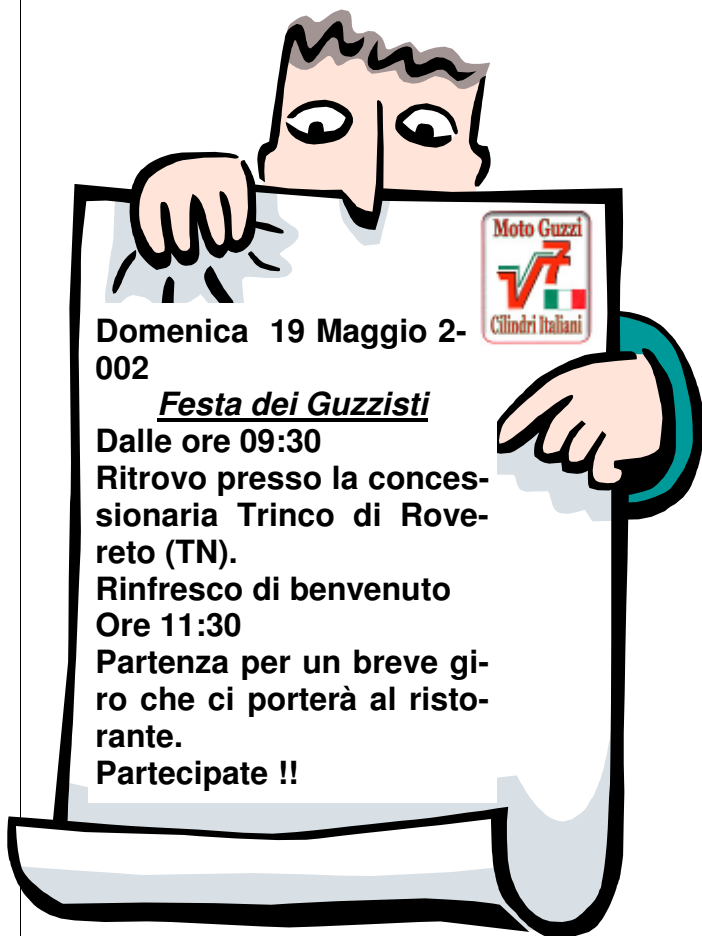 Moto Guzzi
V7
Cilindri Italiani
Domenica 19 Maggio 2-
002
Festa dei Guzzisti
Dalle ore 09:30
Ritrovo presso la conces-
sionaria Trinco di Rove-
reto (TN).
Rinfresco di benvenuto
Ore 11:30
Partenza per un breve gi-
ro che ci porterà al risto-
rante.
Partecipate !!